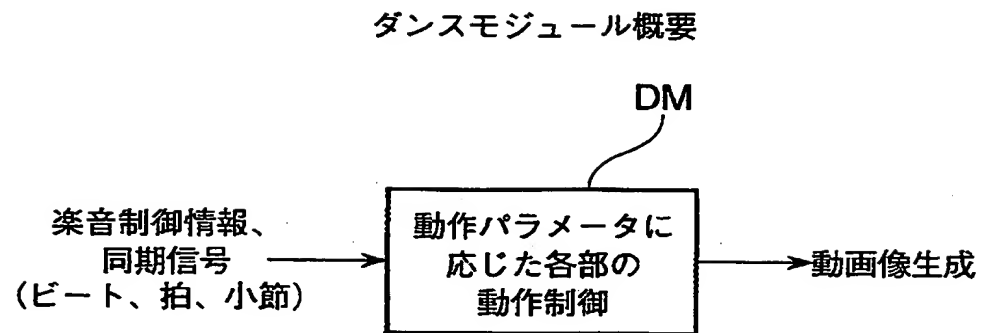 ダンスモジュール概要
DM
楽音制御情報、
同期信号
(ビート、拍、小節)
動作パラメータに
応じた各部の
動作制御
動画像生成